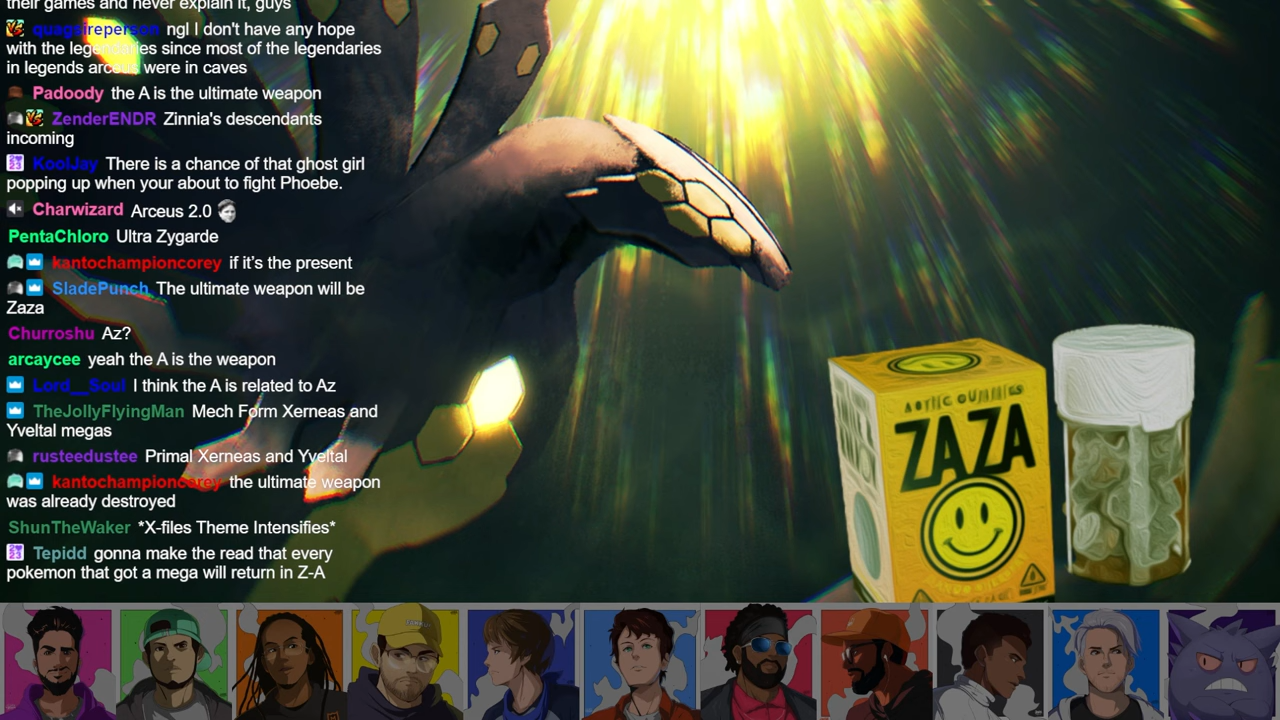 their games and never explain it, guys
quagsireperson ngl I don't have any hope
with the legendaries since most of the legendaries
in legends arceus were in caves
Padoody the A is the ultimate weapon
ZenderENDR Zinnia's descendants
incoming
KoolJay There is a chance of that ghost girl
popping up when your about to fight Phoebe.
Charwizard Arceus 2.0
PentaChloro Ultra Zygarde
kantochampioncorey if it's the present
SladePunch The ultimate weapon will be
Zaza
Churroshu Az?
arcaycee yeah the A is the weapon
Lord__Soul I think the A is related to Az
TheJollyFlyingMan Mech Form Xerneas and
Yveltal megas
rusteedustee Primal Xerneas and Yveltal
kantochampioncorey the ultimate weapon
was already destroyed
ShunTheWaker *X-files Theme Intensifies*
Tepidd gonna make the read that every
pokemon that got a mega will return in Z-A
ZAZA